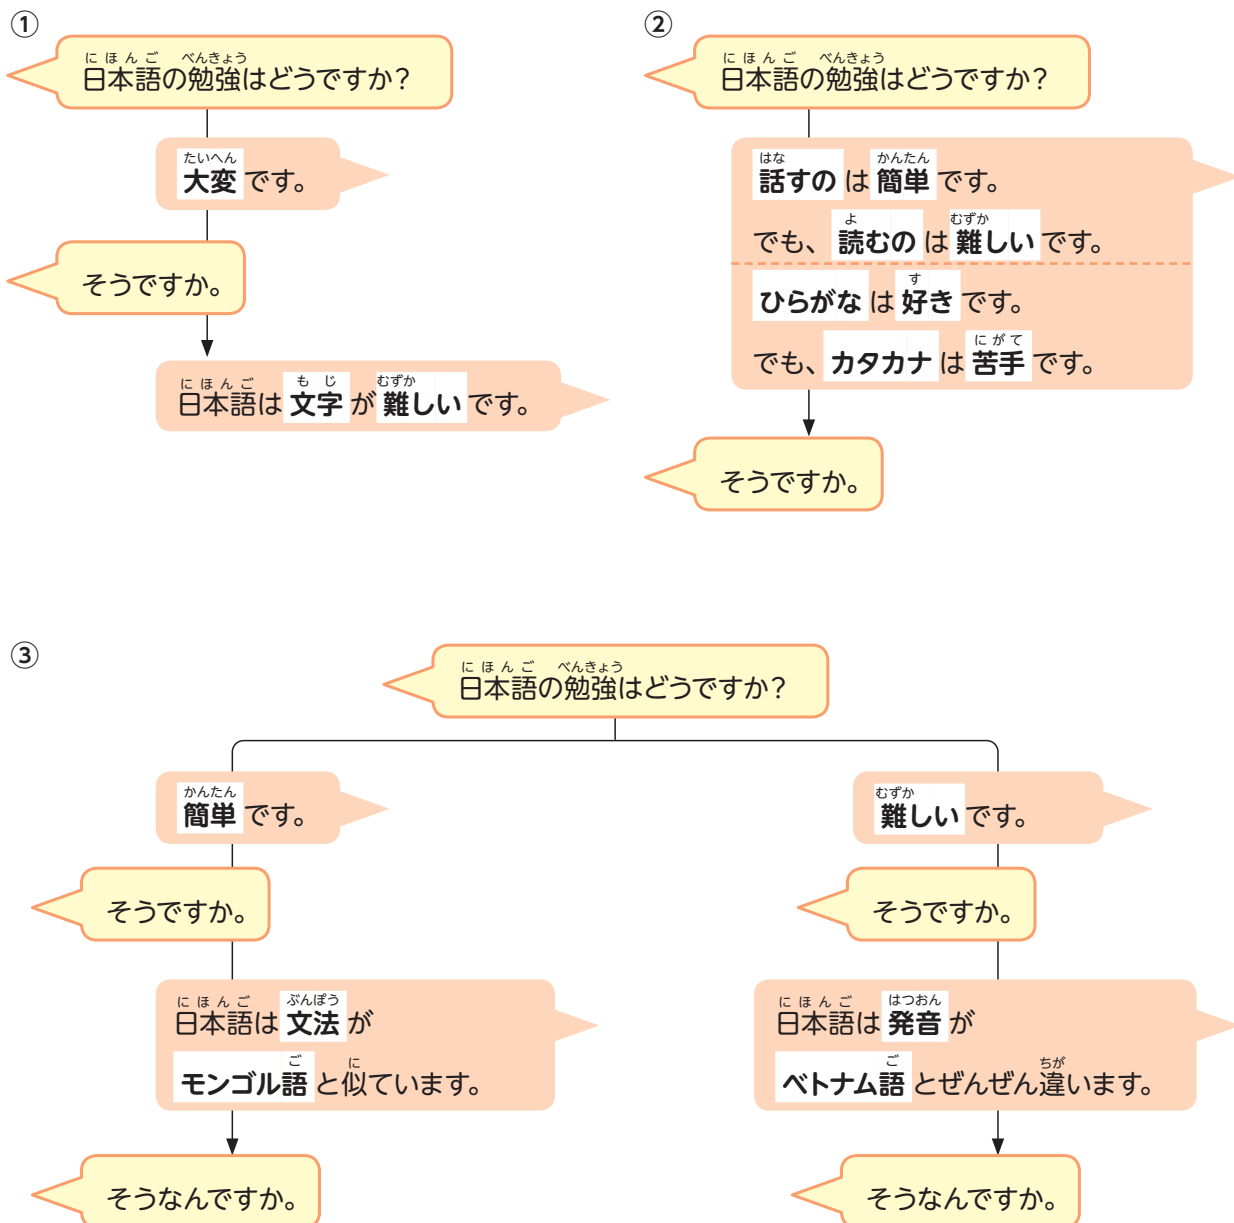 ①
にほんご べんきょう
日本語の勉強はどうですか？
たいへん
大変です。
そうですか。
にほんご もじ むずか
日本語は文字が難しいです。
②
にほんご べんきょう
日本語の勉強はどうですか？
はな かんたん
話すのは簡単です。
よ むずか
でも、読むのは難しいです。
す
ひらがなは好きです。
にがて
でも、カタカナは苦手です。
そうですか。
③
にほんご べんきょう
日本語の勉強はどうですか？
かんたん
簡単です。
そうですか。
にほんご ぶんぽう
日本語は文法が
ご に
モンゴル語と似ています。
そうなんですか。
むずか
難しいです。
そうですか。
にほんご はつおん
日本語は発音が
ご ちが
ベトナム語とぜんぜん違います。
そうなんですか。